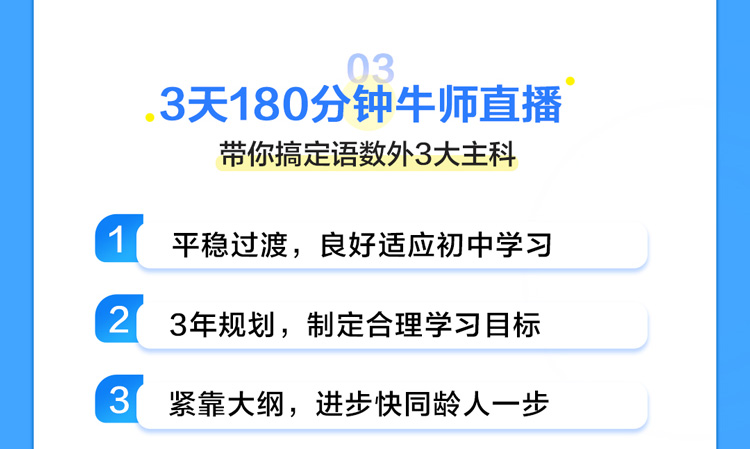 03
3天180分钟牛师直播
带你搞定语数外3大主科
1 平稳过渡，良好适应初中学习
2 3年规划，制定合理学习目标
3 紧靠大纲，进步快同龄人一步